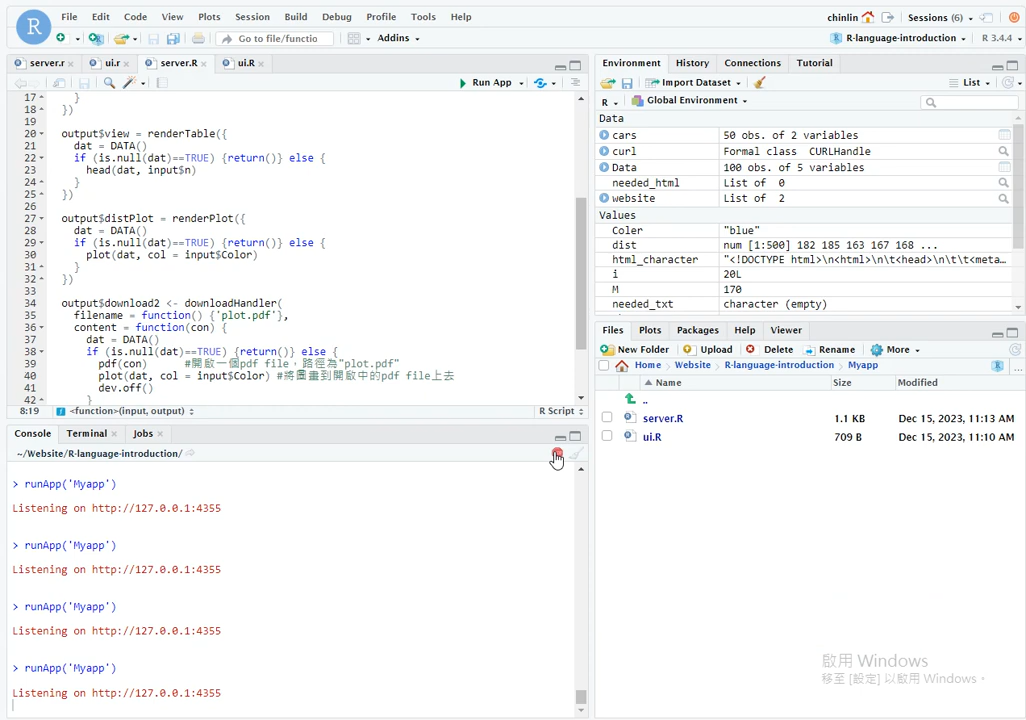 R
File Edit Code View Plots Session Build Debug Profile Tools Help
chinlin Sessions (6)
Go to file/functio Addins
R-language-introduction R 3.4.4
server.r ui.r server.R ui.R
Run App
17 }
18 })
19
20 output$view = renderTable({
21 dat = DATA()
22 if (is.null(dat)==TRUE) {return()} else {
23 head(dat, input$n)
24 }
25 })
26
27 output$distPlot = renderPlot({
28 dat = DATA()
29 if (is.null(dat)==TRUE) {return()} else {
30 plot(dat, col = input$Color)
31 }
32 })
33
34 output$download2 <- downloadHandler(
35 filename = function() {'plot.pdf'},
36 content = function(con) {
37 dat = DATA()
38 if (is.null(dat)==TRUE) {return()} else {
39 pdf(con) #開啟一個pdf file，路徑為"plot.pdf"
40 plot(dat, col = input$Color) #將圖畫到開啟中的pdf file上去
41 dev.off()
42 }
8:19 <function>(input, output) R Script
Console Terminal Jobs
~/Website/R-language-introduction/
> runApp('Myapp')
Listening on http://127.0.0.1:4355
> runApp('Myapp')
Listening on http://127.0.0.1:4355
> runApp('Myapp')
Listening on http://127.0.0.1:4355
> runApp('Myapp')
Listening on http://127.0.0.1:4355
Environment History Connections Tutorial
Import Dataset List
R Global Environment
Data
cars 50 obs. of 2 variables
curl Formal class CURLHandle
Data 100 obs. of 5 variables
needed_html List of 0
website List of 2
Values
Coler "blue"
dist num [1:500] 182 185 163 167 168 ...
html_character "<!DOCTYPE html>\n<html>\n\t<head>\n\t\t<meta…
i 20L
M 170
needed_txt character (empty)
Files Plots Packages Help Viewer
New Folder Upload Delete Rename More
Home Website R-language-introduction Myapp ...
Name Size Modified
..
server.R 1.1 KB Dec 15, 2023, 11:13 AM
ui.R 709 B Dec 15, 2023, 11:10 AM
啟用 Windows
移至 [設定] 以啟用 Windows。